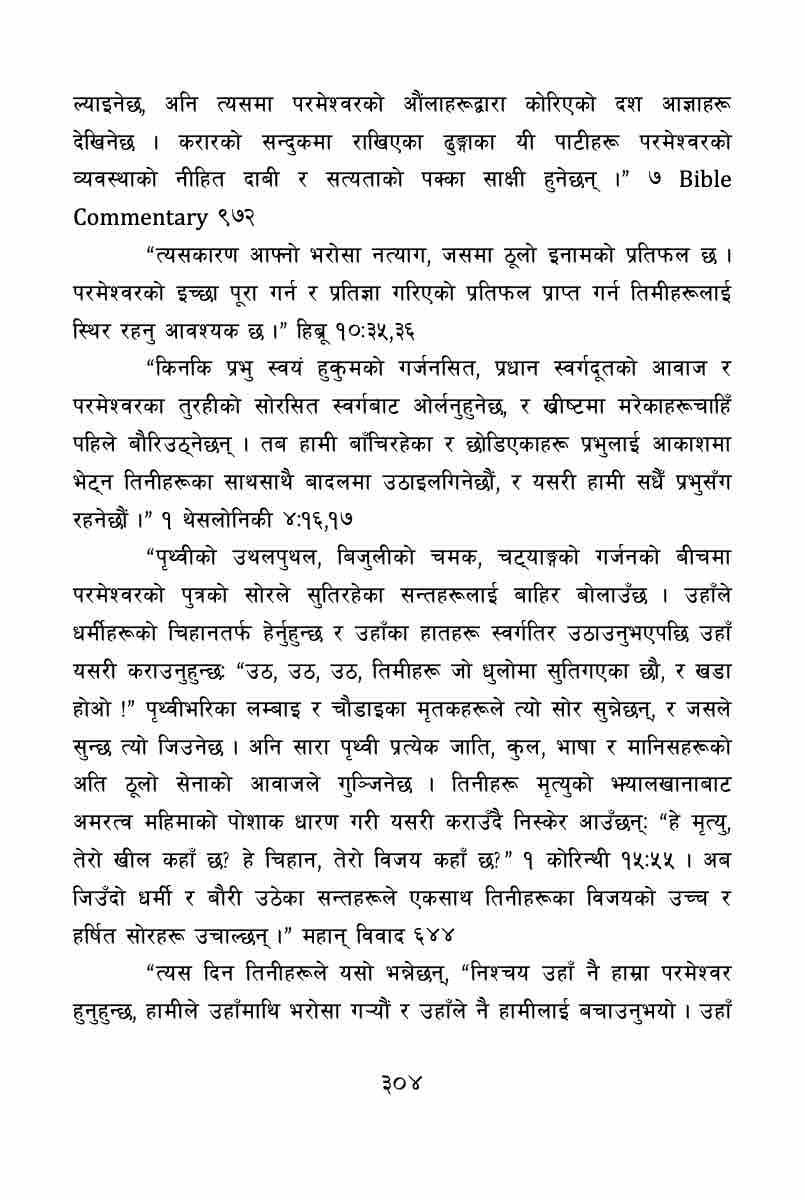 ल्याइनेछ, अनि त्यसमा परमेश्वरको औंलाहरूद्वारा कोरिएको दश आज्ञाहरू
देखिनेछ । करारको सन्दुकमा राखिएका ढुङ्गाका यी पाटीहरू परमेश्वरको
व्यवस्थाको नीहित दाबी र सत्यताको पक्का साक्षी हुनेछन् ।” ७ Bible
Commentary ९७२
“त्यसकारण आफ्नो भरोसा नत्याग, जसमा ठूलो इनामको प्रतिफल छ ।
परमेश्वरको इच्छा पूरा गर्न र प्रतिज्ञा गरिएको प्रतिफल प्राप्त गर्न तिमीहरूलाई
स्थिर रहनु आवश्यक छ ।” हिब्रू १०:३५,३६
“किनकि प्रभु स्वयं हुकुमको गर्जनसित, प्रधान स्वर्गदूतको आवाज र
परमेश्वरका तुरहीको सोरसित स्वर्गबाट ओर्लनुहुनेछ, र ख्रीष्टमा मरेकाहरूचाहिँ
पहिले बौरिउठ्नेछन् । तब हामी बाँचिरहेका र छोडिएकाहरू प्रभुलाई आकाशमा
भेट्न तिनीहरूका साथसाथै बादलमा उठाइलगिनेछौं, र यसरी हामी सधैँ प्रभुसँग
रहनेछौं ।” १ थेसलोनिकी ४:१६,१७
“पृथ्वीको उथलपुथल, बिजुलीको चमक, चट्याङ्गको गर्जनको बीचमा
परमेश्वरको पुत्रको सोरले सुतिरहेका सन्तहरूलाई बाहिर बोलाउँछ । उहाँले
धर्मीहरूको चिहानतर्फ हेर्नुहुन्छ र उहाँका हातहरू स्वर्गतिर उठाउनुभएपछि उहाँ
यसरी कराउनुहुन्छ: “उठ, उठ, उठ, तिमीहरू जो धुलोमा सुतिगएका छौ, र खडा
होओ !” पृथ्वीभरिका लम्बाइ र चौडाइका मृतकहरूले त्यो सोर सुन्नेछन्, र जसले
सुन्छ त्यो जिउनेछ । अनि सारा पृथ्वी प्रत्येक जाति, कुल, भाषा र मानिसहरूको
अति ठूलो सेनाको आवाजले गुञ्जिनेछ । तिनीहरू मृत्युको झ्यालखानाबाट
अमरत्व महिमाको पोशाक धारण गरी यसरी कराउँदै निस्केर आउँछन्: “हे मृत्यु,
तेरो खील कहाँ छ? हे चिहान, तेरो विजय कहाँ छ?” १ कोरिन्थी १५:५५ । अब
जिउँदो धर्मी र बौरी उठेका सन्तहरूले एकसाथ तिनीहरूका विजयको उच्च र
हर्षित सोरहरू उचाल्छन् ।” महान् विवाद ६४४
“त्यस दिन तिनीहरूले यसो भन्नेछन्, “निश्चय उहाँ नै हाम्रा परमेश्वर
हुनुहुन्छ, हामीले उहाँमाथि भरोसा गऱ्यौं र उहाँले नै हामीलाई बचाउनुभयो । उहाँ
३०४